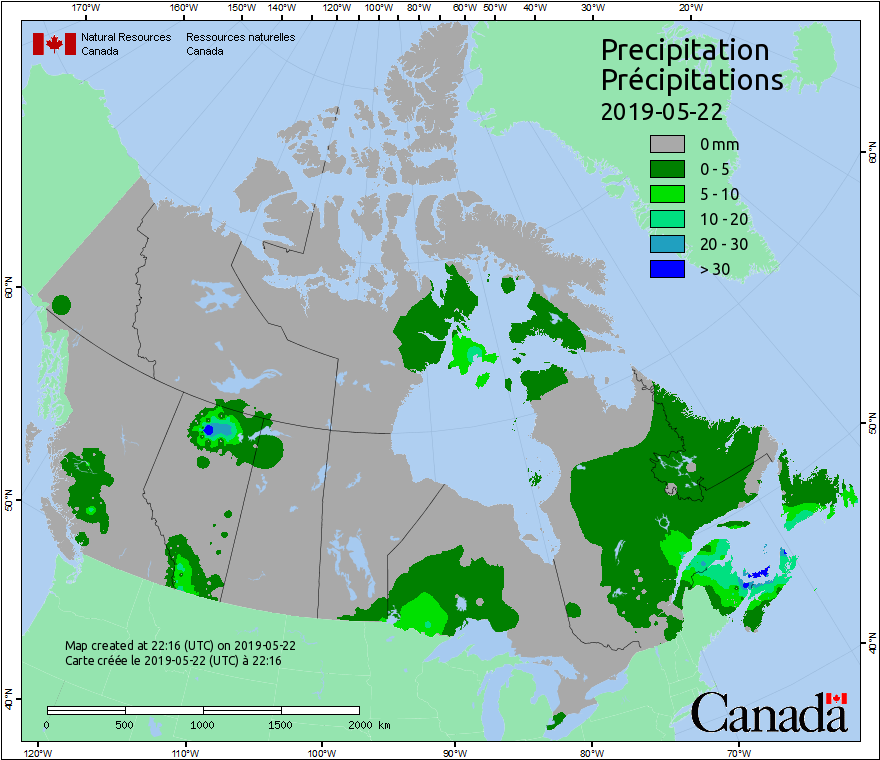 170°W 160°W 150°W 140°W 120°W 100°W 80°W 60°W 50°W 40°W 30°W 20°W
Natural Resources Ressources naturelles
Canada Canada
Precipitation
Précipitations
2019-05-22
0 mm
0 - 5
5 - 10
10 - 20
20 - 30
> 30
60°N
60°N
50°N
50°N
40°N
40°N
Map created at 22:16 (UTC) on 2019-05-22
Carte créée le 2019-05-22 (UTC) à 22:16
0 500 1000 1500 2000 km
Canada
120°W 110°W 100°W 90°W 80°W 70°W